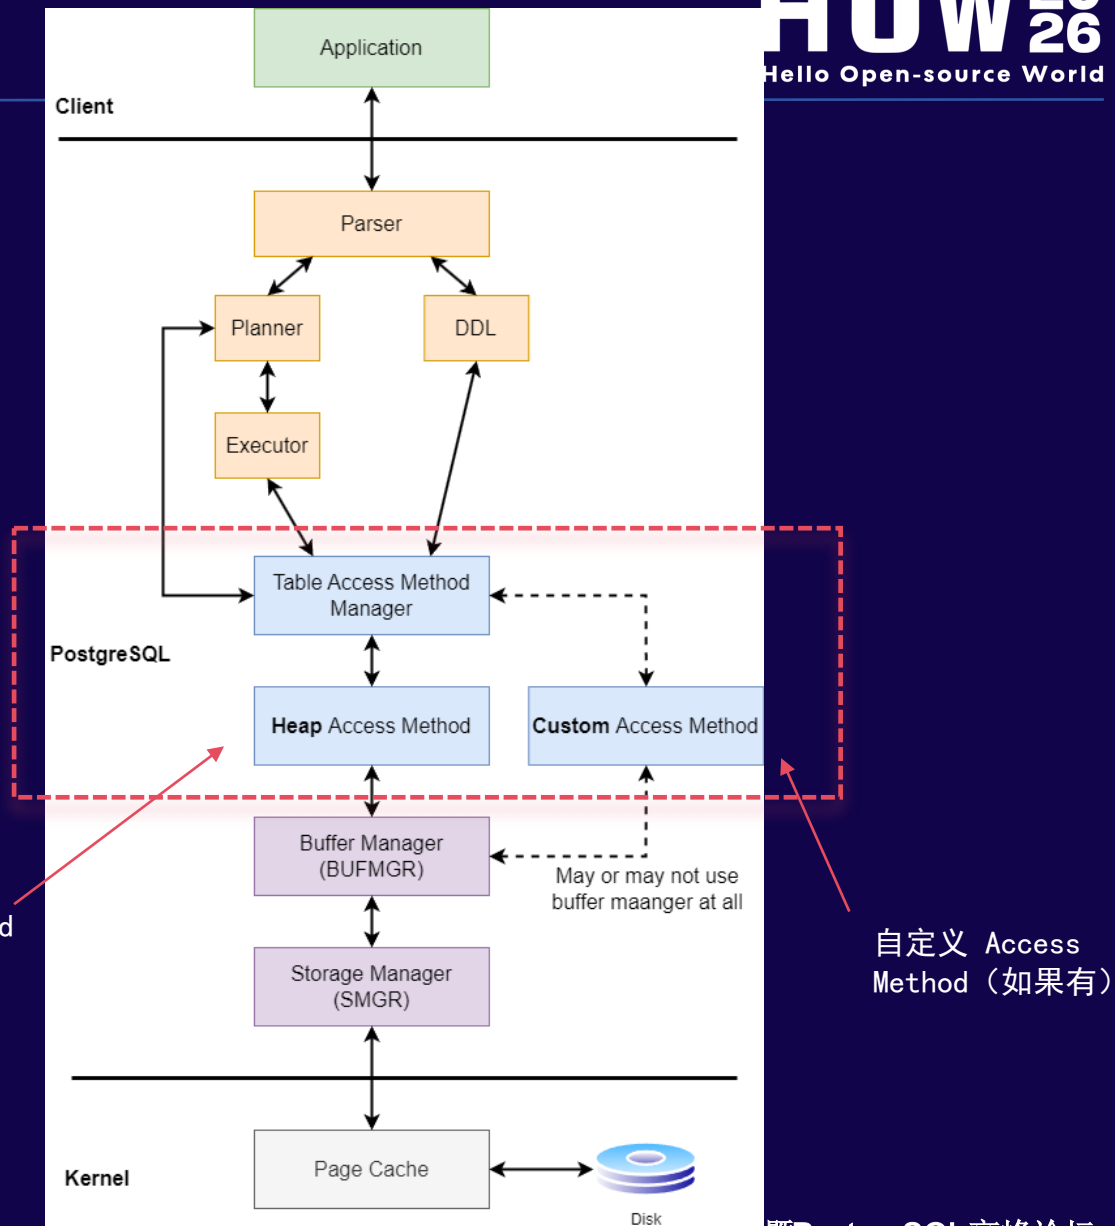 HOW 2026
Hello Open-source World
Application
Client
Parser
Planner
DDL
Executor
Table Access Method
Manager
PostgreSQL
Heap Access Method
Custom Access Method
Buffer Manager
(BUFMGR)
May or may not use
buffer maanger at all
d
自定义 Access
Method（如果有）
Storage Manager
(SMGR)
Page Cache
Kernel
Disk